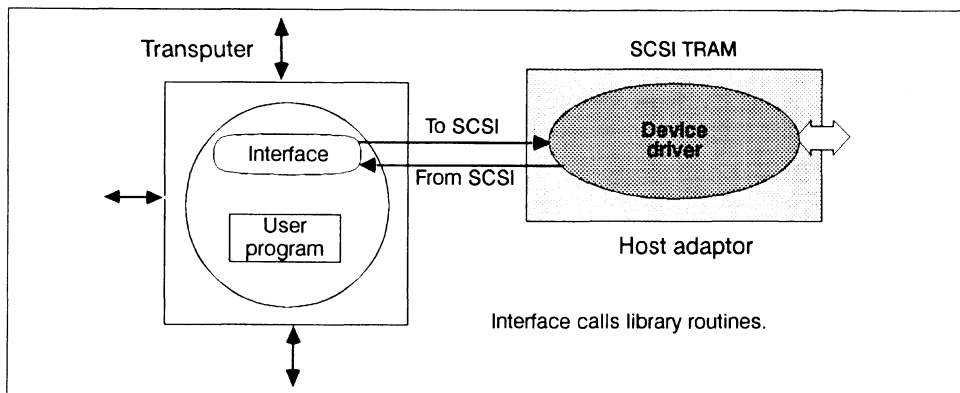 Transputer
SCSI TRAM
To SCSI
Device
driver
Interface
From SCSI
User
program
Host adaptor
Interface calls library routines.